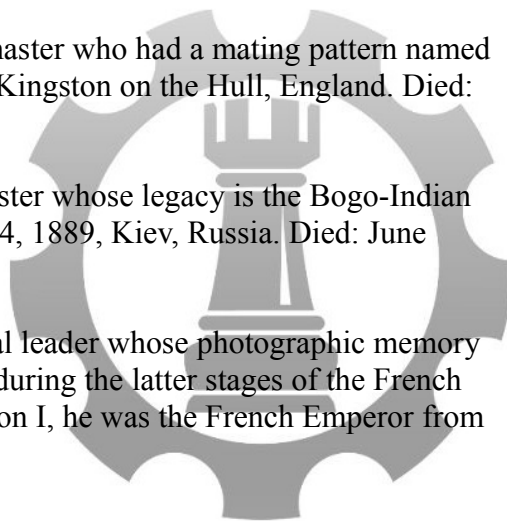 naster who had a mating pattern named
Kingston on the Hull, England. Died:
ster whose legacy is the Bogo-Indian
4, 1889, Kiev, Russia. Died: June
al leader whose photographic memory
during the latter stages of the French
on I, he was the French Emperor from